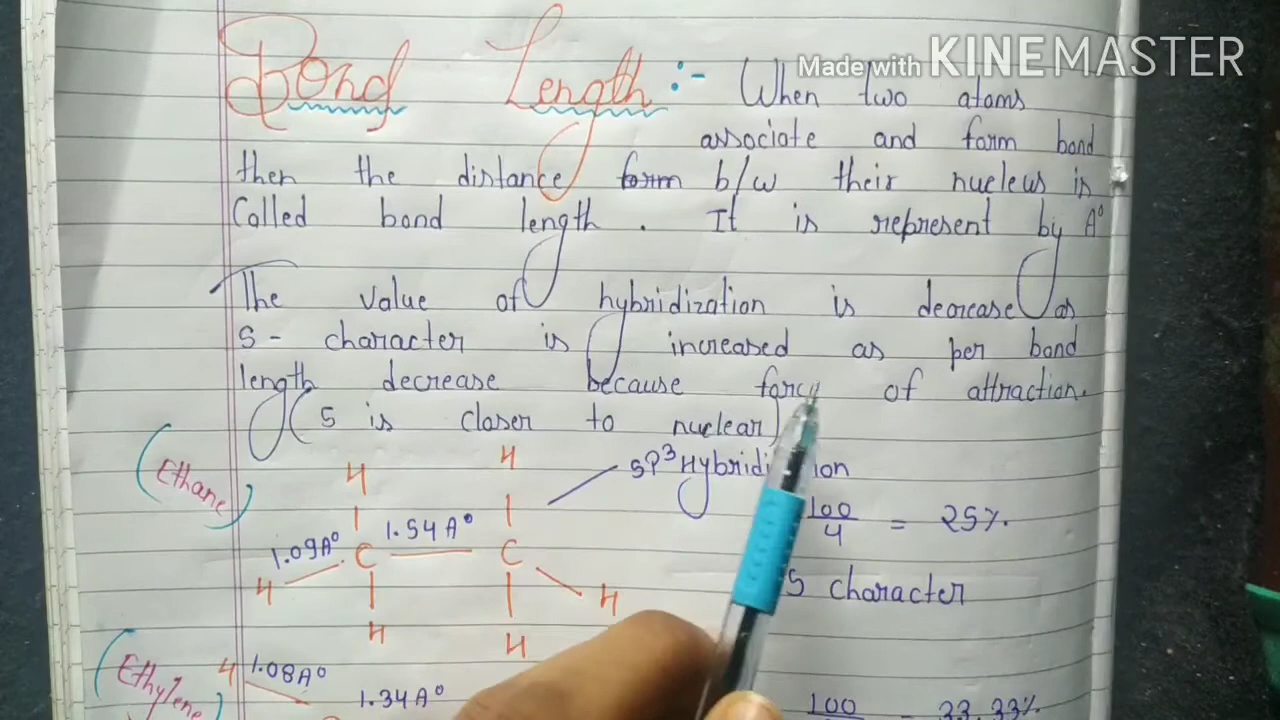 Made with KINEMASTER
Bond Length :- When two atoms
associate and form bond
then the distance form b/w their nucleus is
Called bond length . It is represent by A°
The value of hybridization is decrease as
S - character is increased as per bond
length decrease because force of attraction.
(S is closer to nuclear)
(Ethane)
H H
SP³ Hybridi ion
1.09A° C 1.54A° C
100/4 = 25%.
H H
S character
H H
(Ethylene)
H 1.08A°
1.34A°
100 = 33.33%